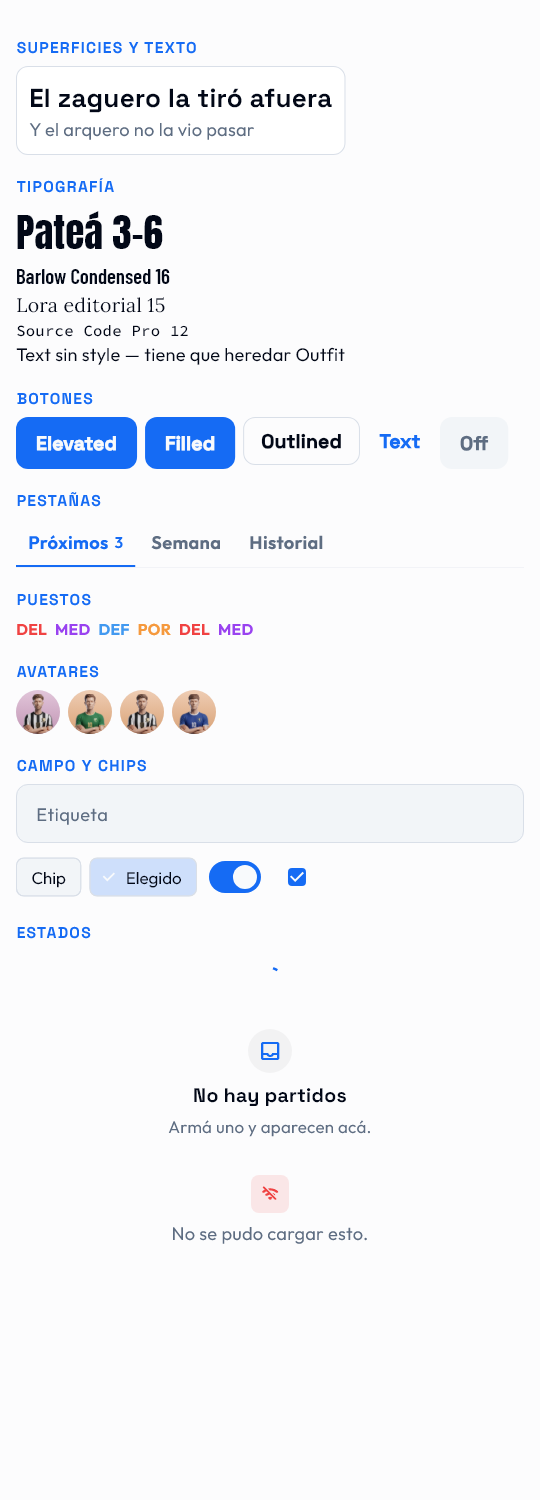 SUPERFICIES Y TEXTO
El zaguero la tiró afuera
Y el arquero no la vio pasar
TIPOGRAFÍA
Pateá 3-6
Barlow Condensed 16
Lora editorial 15
Source Code Pro 12
Text sin style — tiene que heredar Outfit
BOTONES
Elevated Filled Outlined Text Off
PESTAÑAS
Próximos 3 Semana Historial
PUESTOS
DEL MED DEF POR DEL MED
AVATARES
CAMPO Y CHIPS
Etiqueta
Chip Elegido
ESTADOS
No hay partidos
Armá uno y aparecen acá.
No se pudo cargar esto.